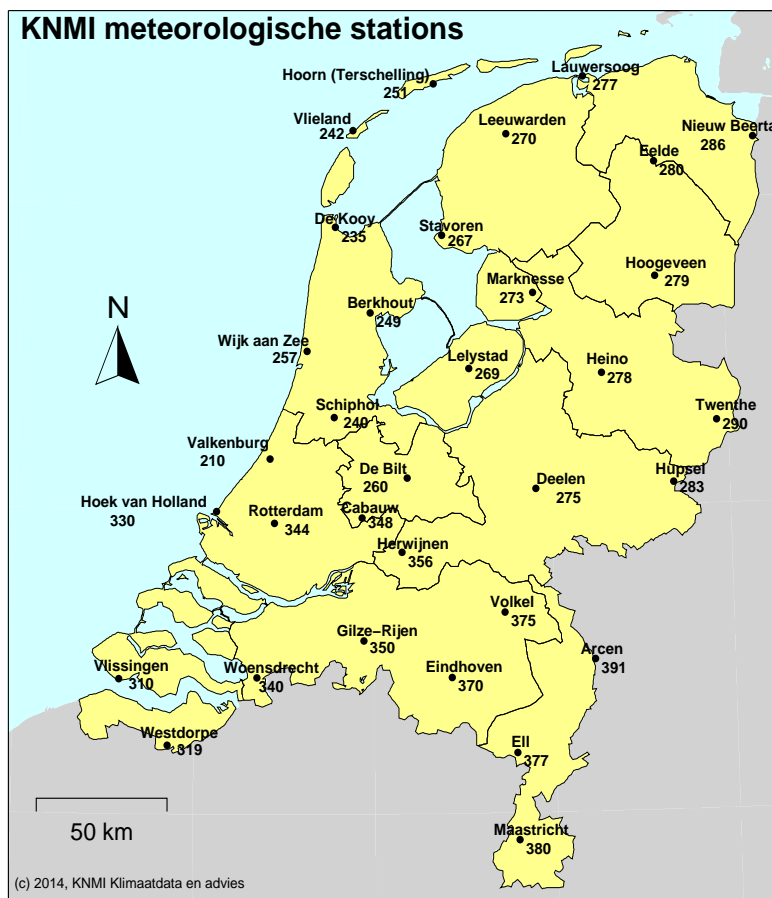 KNMI meteorologische stations
Lauwersoog
277
Hoorn (Terschelling)
251
Vlieland
242
Leeuwarden
270
Nieuw Beerta
286
Eelde
280
De Kooy
235
Stavoren
267
Hoogeveen
279
Marknesse
273
Berkhout
249
N
Wijk aan Zee
257
Lelystad
269
Heino
278
Schiphol
240
Twenthe
290
Valkenburg
210
De Bilt
260
Deelen
275
Hupsel
283
Hoek van Holland
330
Rotterdam
344
Cabauw
348
Herwijnen
356
Volkel
375
Gilze−Rijen
350
Arcen
391
Vlissingen
310
Woensdrecht
340
Eindhoven
370
Westdorpe
319
Ell
377
50 km
Maastricht
380
(c) 2014, KNMI Klimaatdata en advies